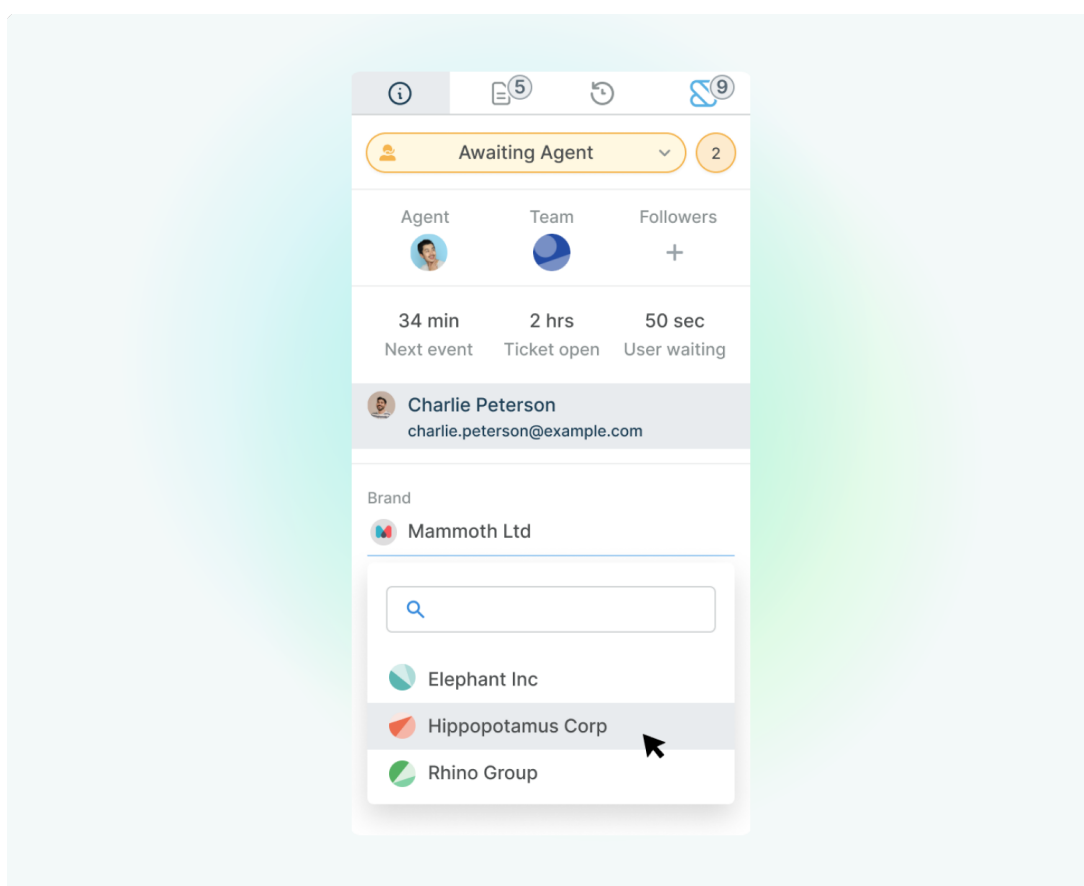 5
9
Awaiting Agent
2
Agent Team Followers
34 min 2 hrs 50 sec
Next event Ticket open User waiting
Charlie Peterson
charlie.peterson@example.com
Brand
Mammoth Ltd
Elephant Inc
Hippopotamus Corp
Rhino Group